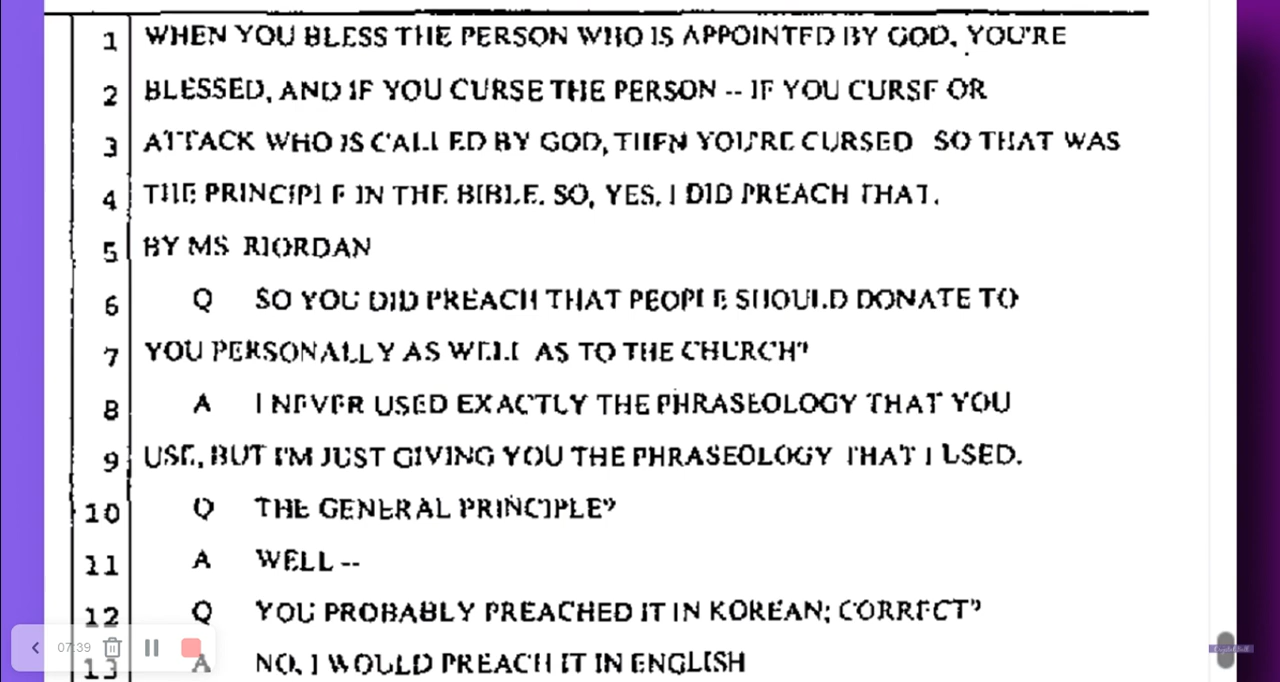 1 WHEN YOU BLESS THE PERSON WHO IS APPOINTED BY GOD, YOU'RE
2 BLESSED, AND IF YOU CURSE THE PERSON -- IF YOU CURSE OR
3 ATTACK WHO IS CALLED BY GOD, THEN YOU'RE CURSED SO THAT WAS
4 THE PRINCIPLE IN THE BIBLE. SO, YES, I DID PREACH THAT.
5 BY MS RIORDAN
6 Q SO YOU DID PREACH THAT PEOPLE SHOULD DONATE TO
7 YOU PERSONALLY AS WELL AS TO THE CHURCH?
8 A I NEVER USED EXACTLY THE PHRASEOLOGY THAT YOU
9 USE, BUT I'M JUST GIVING YOU THE PHRASEOLOGY THAT I USED.
10 Q THE GENERAL PRINCIPLE?
11 A WELL --
12 Q YOU PROBABLY PREACHED IT IN KOREAN; CORRECT?
07:39
13 A NO, I WOULD PREACH IT IN ENGLISH